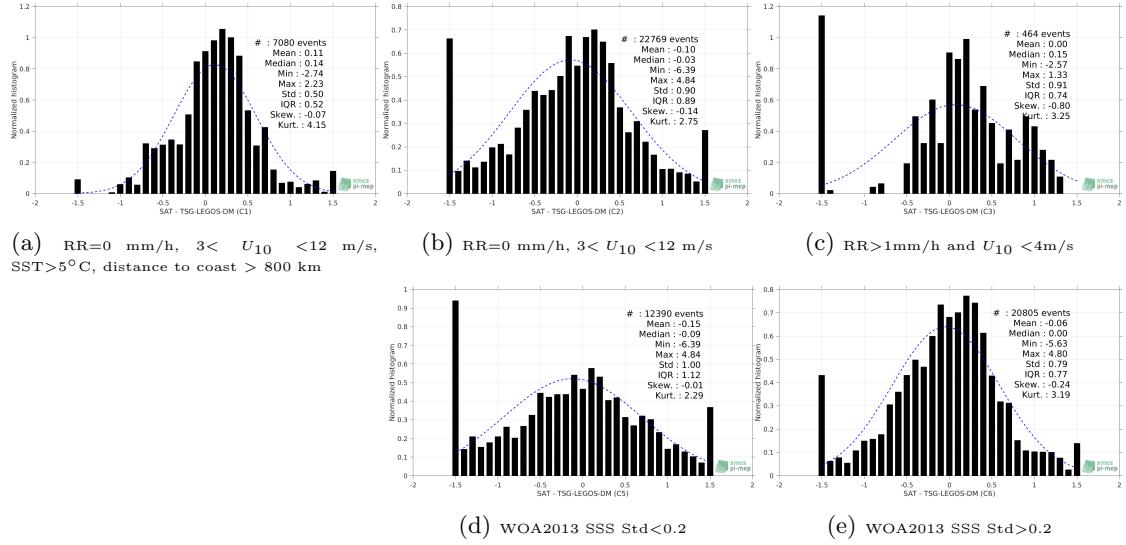 Normalized histogram
1.2
1
0.8
0.6
0.4
0.2
0
# : 7080 events
Mean : 0.11
Median : 0.14
Min : -2.74
Max : 2.23
Std : 0.50
IQR : 0.52
Skew. : -0.07
Kurt. : 4.15
smos
pi-mep
-2 -1.5 -1 -0.5 0 0.5 1 1.5 2
SAT - TSG-LEGOS-DM (C1)
(a) RR=0 mm/h, 3< U10 <12 m/s,
SST>5°C, distance to coast > 800 km
Normalized histogram
0.8
0.7
0.6
0.5
0.4
0.3
0.2
0.1
0
# : 22769 events
Mean : -0.10
Median : -0.03
Min : -6.39
Max : 4.84
Std : 0.90
IQR : 0.89
Skew. : -0.14
Kurt. : 2.75
smos
pi-mep
-2 -1.5 -1 -0.5 0 0.5 1 1.5 2
SAT - TSG-LEGOS-DM (C2)
(b) RR=0 mm/h, 3< U10 <12 m/s
Normalized histogram
1.2
1
0.8
0.6
0.4
0.2
0
# : 464 events
Mean : 0.00
Median : 0.15
Min : -2.57
Max : 1.33
Std : 0.91
IQR : 0.74
Skew. : -0.80
Kurt. : 3.25
smos
pi-mep
-2 -1.5 -1 -0.5 0 0.5 1 1.5 2
SAT - TSG-LEGOS-DM (C3)
(c) RR>1mm/h and U10 <4m/s
Normalized histogram
1
0.9
0.8
0.7
0.6
0.5
0.4
0.3
0.2
0.1
0
# : 12390 events
Mean : -0.15
Median : -0.09
Min : -6.39
Max : 4.84
Std : 1.00
IQR : 1.12
Skew. : -0.01
Kurt. : 2.29
smos
pi-mep
-2 -1.5 -1 -0.5 0 0.5 1 1.5 2
SAT - TSG-LEGOS-DM (C5)
(d) WOA2013 SSS Std<0.2
Normalized histogram
0.8
0.7
0.6
0.5
0.4
0.3
0.2
0.1
0
# : 20805 events
Mean : -0.06
Median : 0.00
Min : -5.63
Max : 4.80
Std : 0.79
IQR : 0.77
Skew. : -0.24
Kurt. : 3.19
smos
pi-mep
-2 -1.5 -1 -0.5 0 0.5 1 1.5 2
SAT - TSG-LEGOS-DM (C6)
(e) WOA2013 SSS Std>0.2